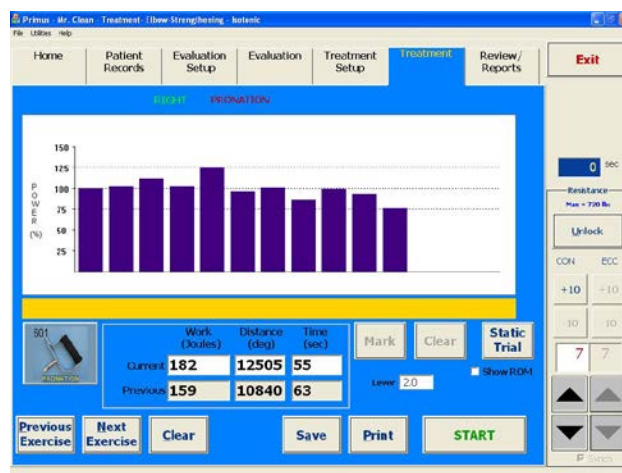 Primus - Mr. Clean - Treatment- Elbow-Strengthening - Isotonic
File Utilities Help
Home
Patient Records
Evaluation Setup
Evaluation
Treatment Setup
Treatment
Review/ Reports
Exit
RIGHT PRONATION
150
125
100
75
50
25
POWER (%)
0 sec
Resistance
Max = 720 lbs
Unlock
CON ECC
+10 +10
-10 -10
7 7
Synch
601
PRONATION
Work (Joules) Distance (deg) Time (sec)
Current 182 12505 55
Previous 159 10840 63
Mark
Clear
Static Trial
Show ROM
Lever 2.0
Previous Exercise
Next Exercise
Clear
Save
Print
START